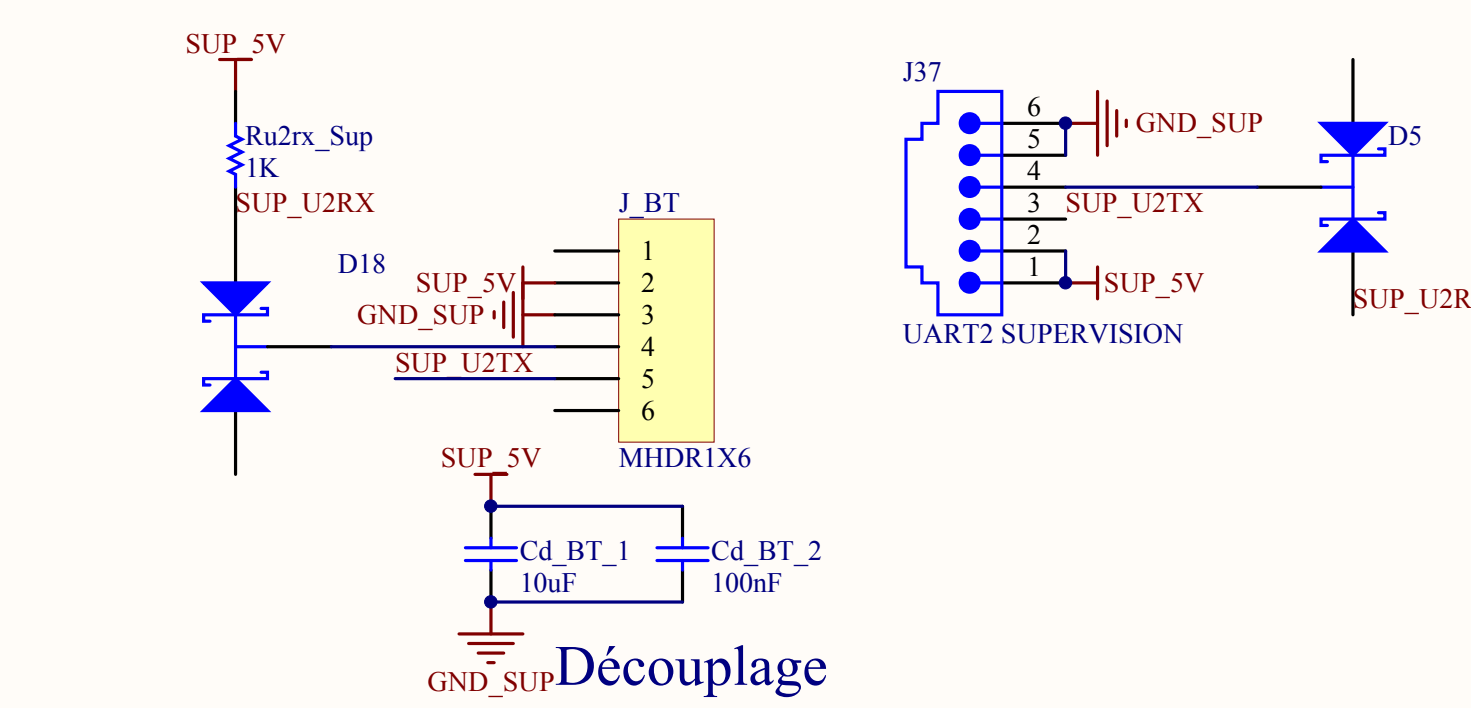 SUP_5V
Ru2rx_Sup
1K
SUP_U2RX
D18
J_BT
1
SUP_5V
2
GND_SUP
3
4
SUP_U2TX
5
6
MHDR1X6
SUP_5V
Cd_BT_1
10uF
Cd_BT_2
100nF
GND_SUP
Découplage
J37
6
GND_SUP
5
4
SUP_U2TX
3
2
1
SUP_5V
UART2 SUPERVISION
D5
SUP_U2R